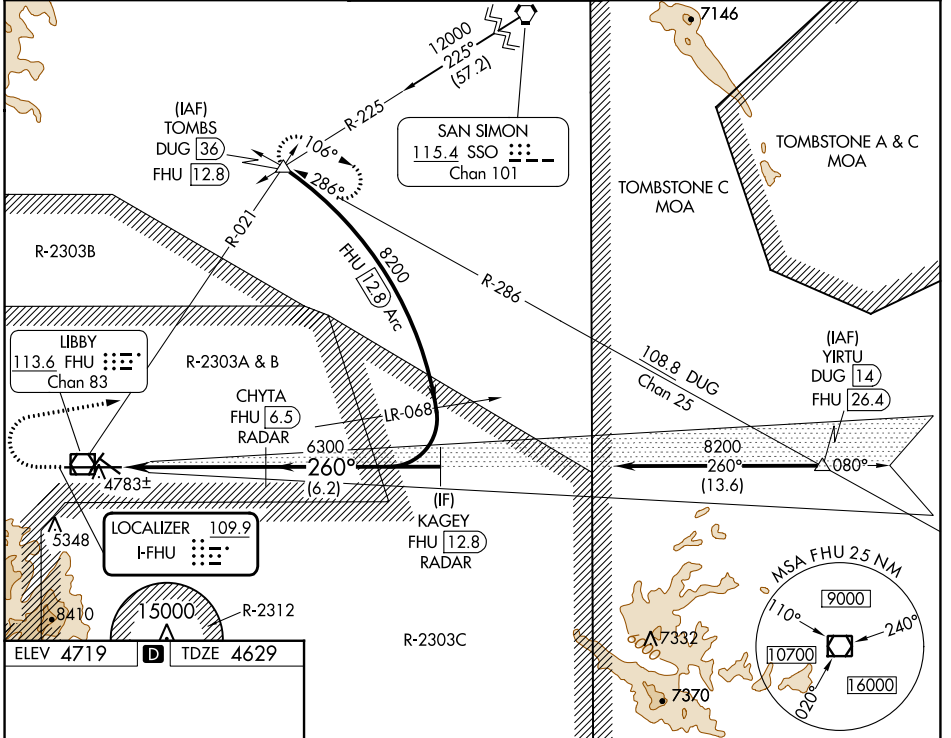 7146
12000
225°
(57.2)
R-225
(IAF)
TOMBS
DUG 36
FHU 12.8
106°
286°
SAN SIMON
115.4 SSO
Chan 101
TOMBSTONE A & C
MOA
TOMBSTONE C
MOA
R-021
R-2303B
8200
FHU 12.8 Arc
R-286
LIBBY
113.6 FHU
Chan 83
R-2303A & B
108.8 DUG
Chan 25
(IAF)
YIRTU
DUG 14
FHU 26.4
CHYTA
FHU 6.5
RADAR
LR-068
6300
260°
(6.2)
8200
260°
(13.6)
080°
4783±
(IF)
KAGEY
FHU 12.8
RADAR
LOCALIZER 109.9
I-FHU
5348
8410
15000
R-2312
R-2303C
6000
7332
7370
MSA FHU 25 NM
110°
9000
240°
10700
16000
020°
ELEV 4719 D TDZE 4629